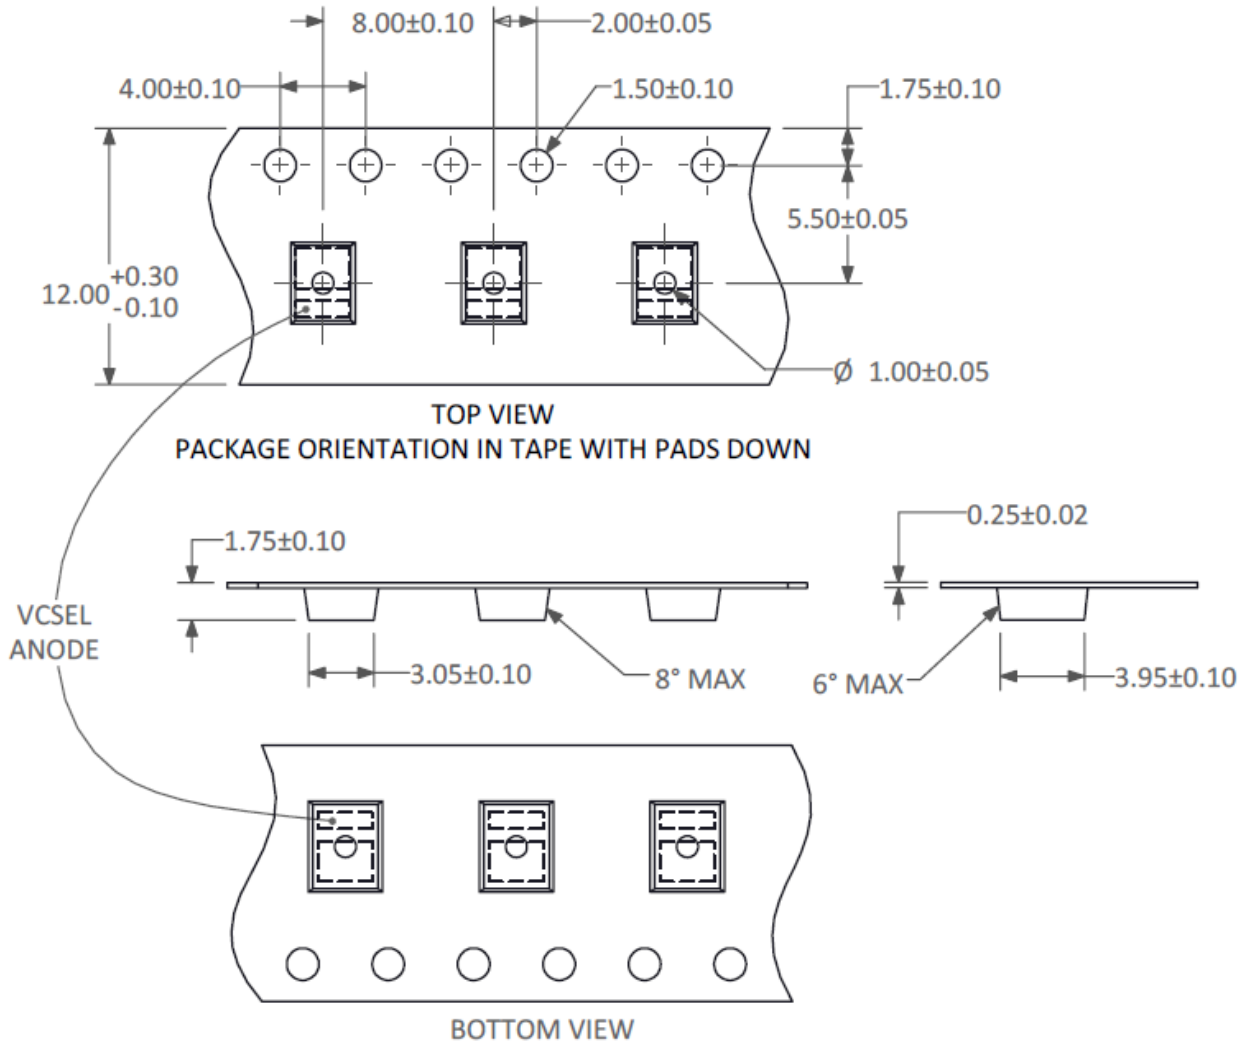 8.00±0.10
2.00±0.05
4.00±0.10
1.50±0.10
1.75±0.10
5.50±0.05
12.00 +0.30
-0.10
Ø 1.00±0.05
TOP VIEW
PACKAGE ORIENTATION IN TAPE WITH PADS DOWN
0.25±0.02
1.75±0.10
VCSEL
ANODE
3.05±0.10
8° MAX
6° MAX
3.95±0.10
BOTTOM VIEW